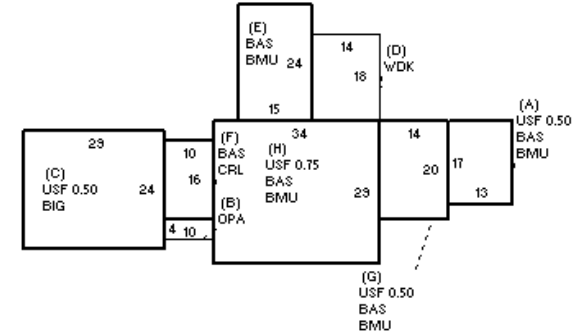 (E)
BAS
BMU 24
15
14
18
(D)
WDK
29
(C)
USF 0.50
BIG
24
10
16
4 10
(F)
BAS
CRL
(B)
OPA
34
(H)
USF 0.75
BAS
BMU
29
14
20
17
13
(A)
USF 0.50
BAS
BMU
(G)
USF 0.50
BAS
BMU